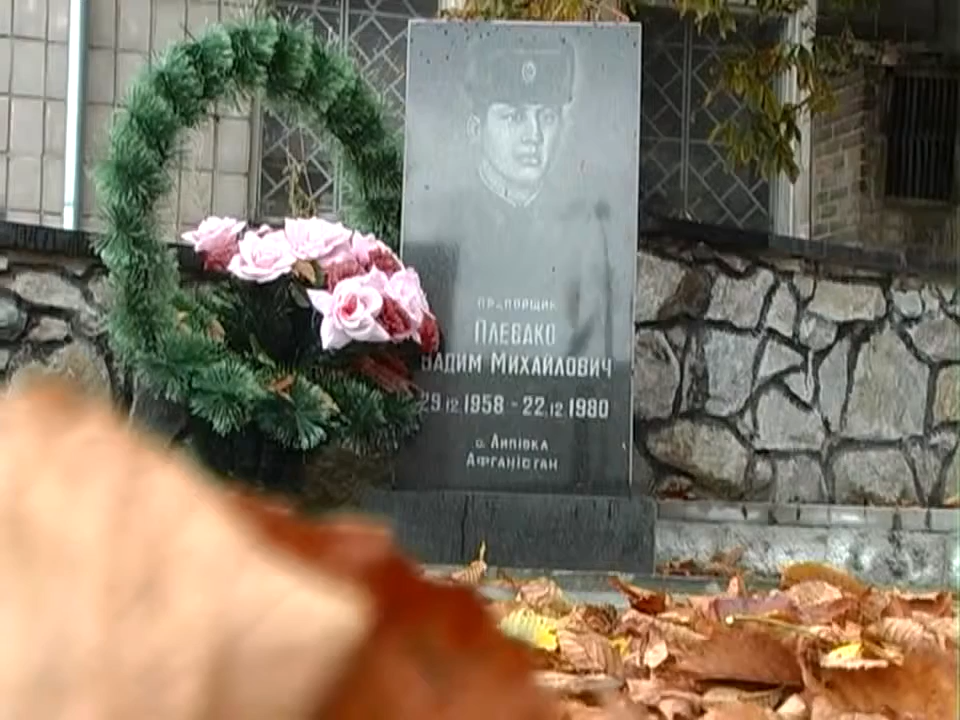 прапорщик
Плевако
Вадим Михайлович
29.12 1958 - 22.12 1980
с. Липівка
Афганістан